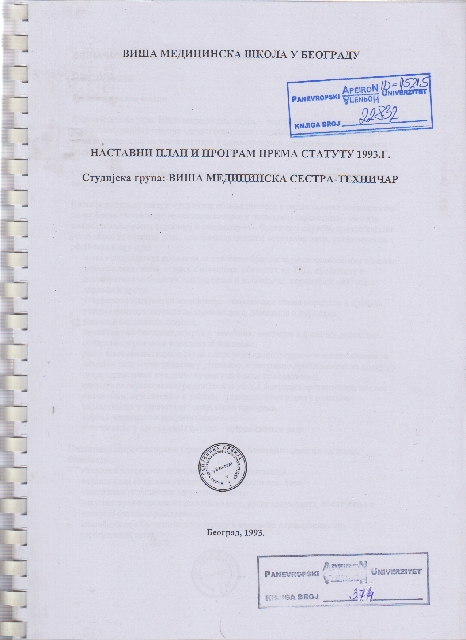 ВИША МЕДИЦИНСКА ШКОЛА У БЕОГРАДУ
PANEVROPSKI APEIRON UNIVERZITET
KNJIGA BROJ 22832
НАСТАВНИ ПЛАН И ПРОГРАМ ПРЕМА СТАТУТУ 1993.Г.
Студијска група: ВИША МЕДИЦИНСКА СЕСТРА-ТЕХНИЧАР
Београд, 1993.
PANEVROPSKI APEIRON UNIVERZITET
KNJIGA BROJ 374